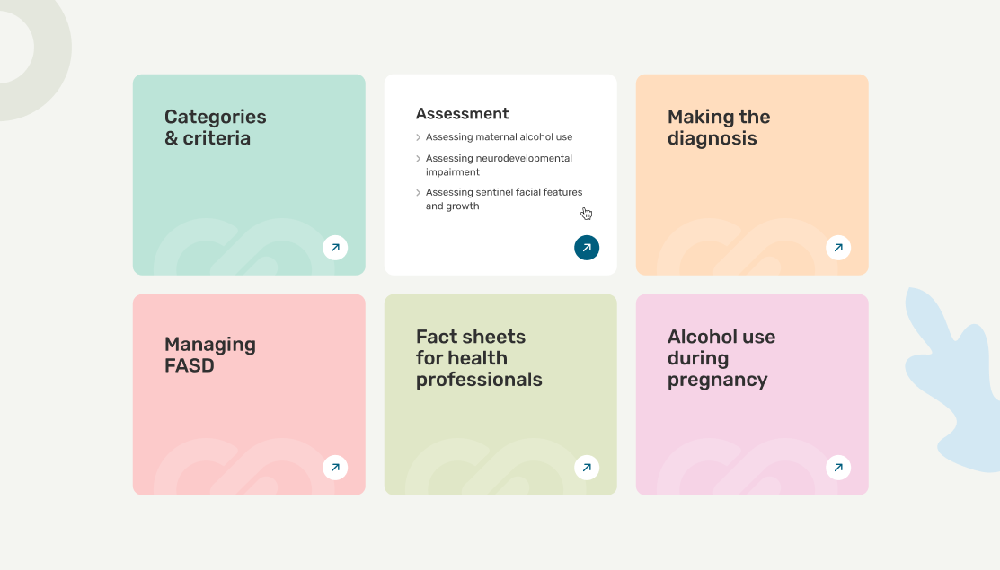 Categories
& criteria
Assessment
Assessing maternal alcohol use
Assessing neurodevelopmental
impairment
Assessing sentinel facial features
and growth
Making the
diagnosis
Managing
FASD
Fact sheets
for health
professionals
Alcohol use
during
pregnancy